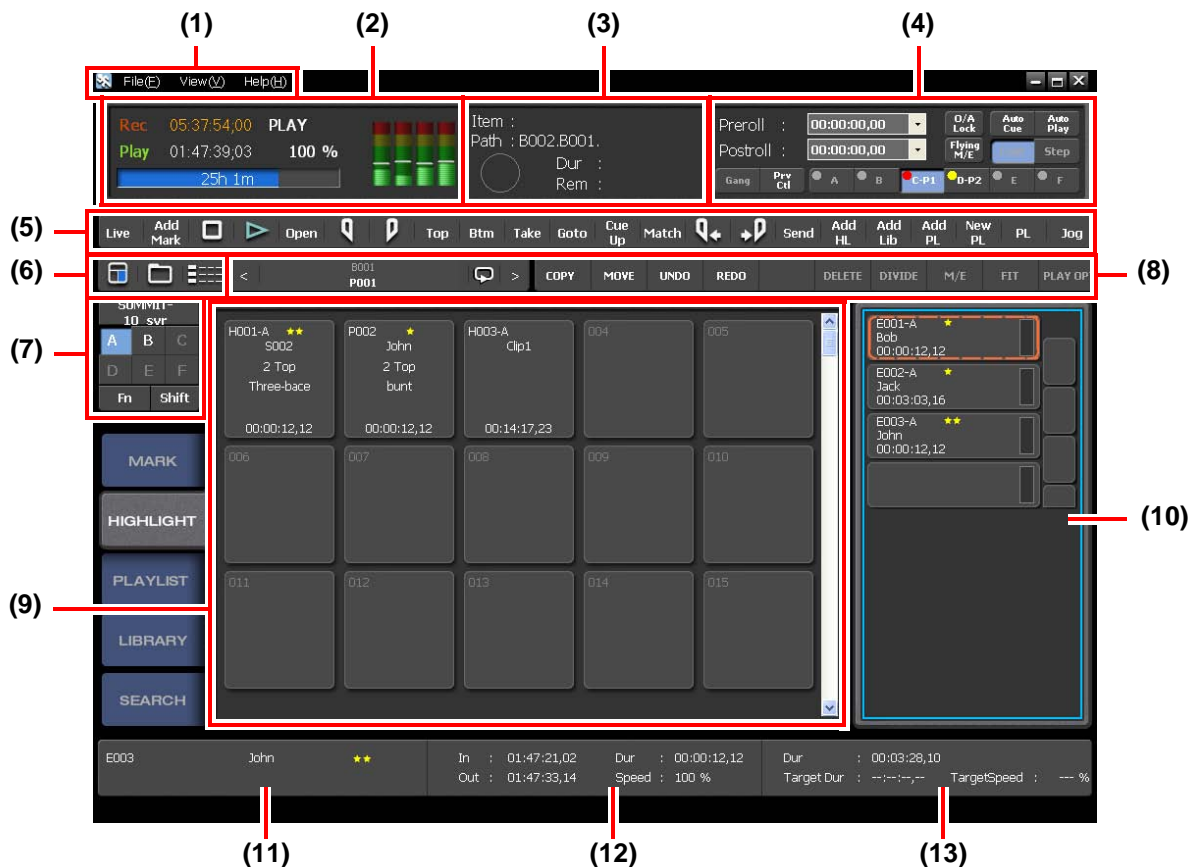 (1)
(2)
(3)
(4)
File(F) View(V) Help(H)
Rec 05:37:54;00 PLAY
Play 01:47:39,03 100 %
25h 1m
Item :
Path : B002.B001.
Dur :
Rem :
Preroll : 00:00:00,00
Postroll : 00:00:00,00
O/A Lock
Auto Cue
Auto Play
Flying M/E
Step
Gang Prv Ctl A B C-P1 D-P2 E F
(5)
Live Add Mark Open Top Btm Take Goto Cue Up Match Send Add HL Add Lib Add PL New PL PL Jog
(6)
< B001 P001 > COPY MOVE UNDO REDO DELETE DIVIDE M/E FIT PLAY OP
(8)
(7)
SUMMIT-
10 svr
A B C
D E F
Fn Shift
MARK
HIGHLIGHT
PLAYLIST
LIBRARY
SEARCH
(9)
H001-A ★★
S002
2 Top
Three-bace
00:00:12,12
P002 ★
John
2 Top
bunt
00:00:12,12
H003-A
Clip1
00:14:17,23
004
005
006
007
008
009
010
011
012
013
014
015
E001-A ★
Bob
00:00:12,12
E002-A ★
Jack
00:03:03,16
E003-A ★★
John
00:00:12,12
(10)
E003 John ★★
In : 01:47:21,02 Dur : 00:00:12,12
Out : 01:47:33,14 Speed : 100 %
Dur : 00:03:28,10
Target Dur : --:--:--,-- TargetSpeed : --- %
(11)
(12)
(13)